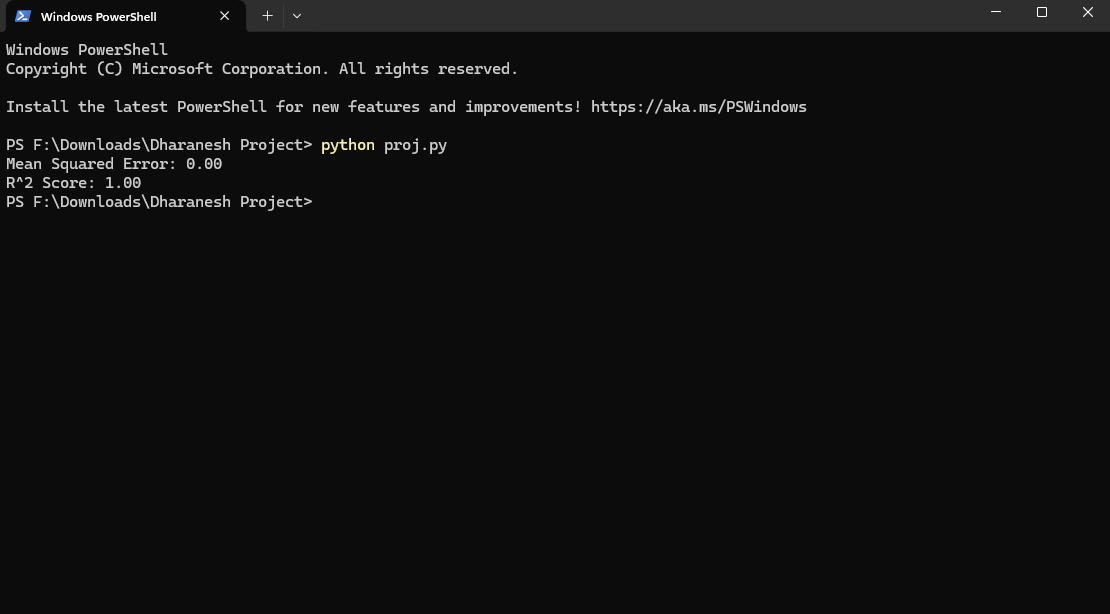 Windows PowerShell
Windows PowerShell
Copyright (C) Microsoft Corporation. All rights reserved.
Install the latest PowerShell for new features and improvements! https://aka.ms/PSWindows
PS F:\Downloads\Dharanesh Project> python proj.py
Mean Squared Error: 0.00
R^2 Score: 1.00
PS F:\Downloads\Dharanesh Project>